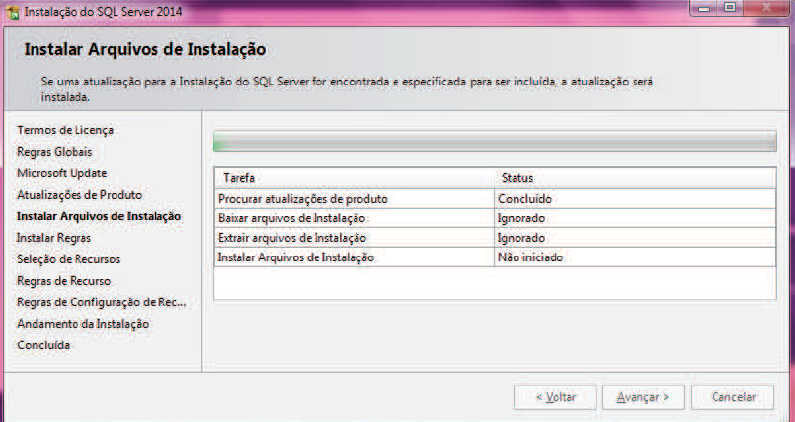 Instalação do SQL Server 2014
Instalar Arquivos de Instalação
Se uma atualização para a Instalação do SQL Server for encontrada e especificada para ser incluída, a atualização será
instalada.
Termos de Licença
Regras Globais
Microsoft Update
Atualizações de Produto
Instalar Arquivos de Instalação
Instalar Regras
Seleção de Recursos
Regras de Recurso
Regras de Configuração de Rec...
Andamento da Instalação
Concluída
Tarefa Status
Procurar atualizações de produto Concluído
Baixar arquivos de Instalação Ignorado
Extrair arquivos de Instalação Ignorado
Instalar Arquivos de Instalação Não iniciado
< Voltar Avançar > Cancelar